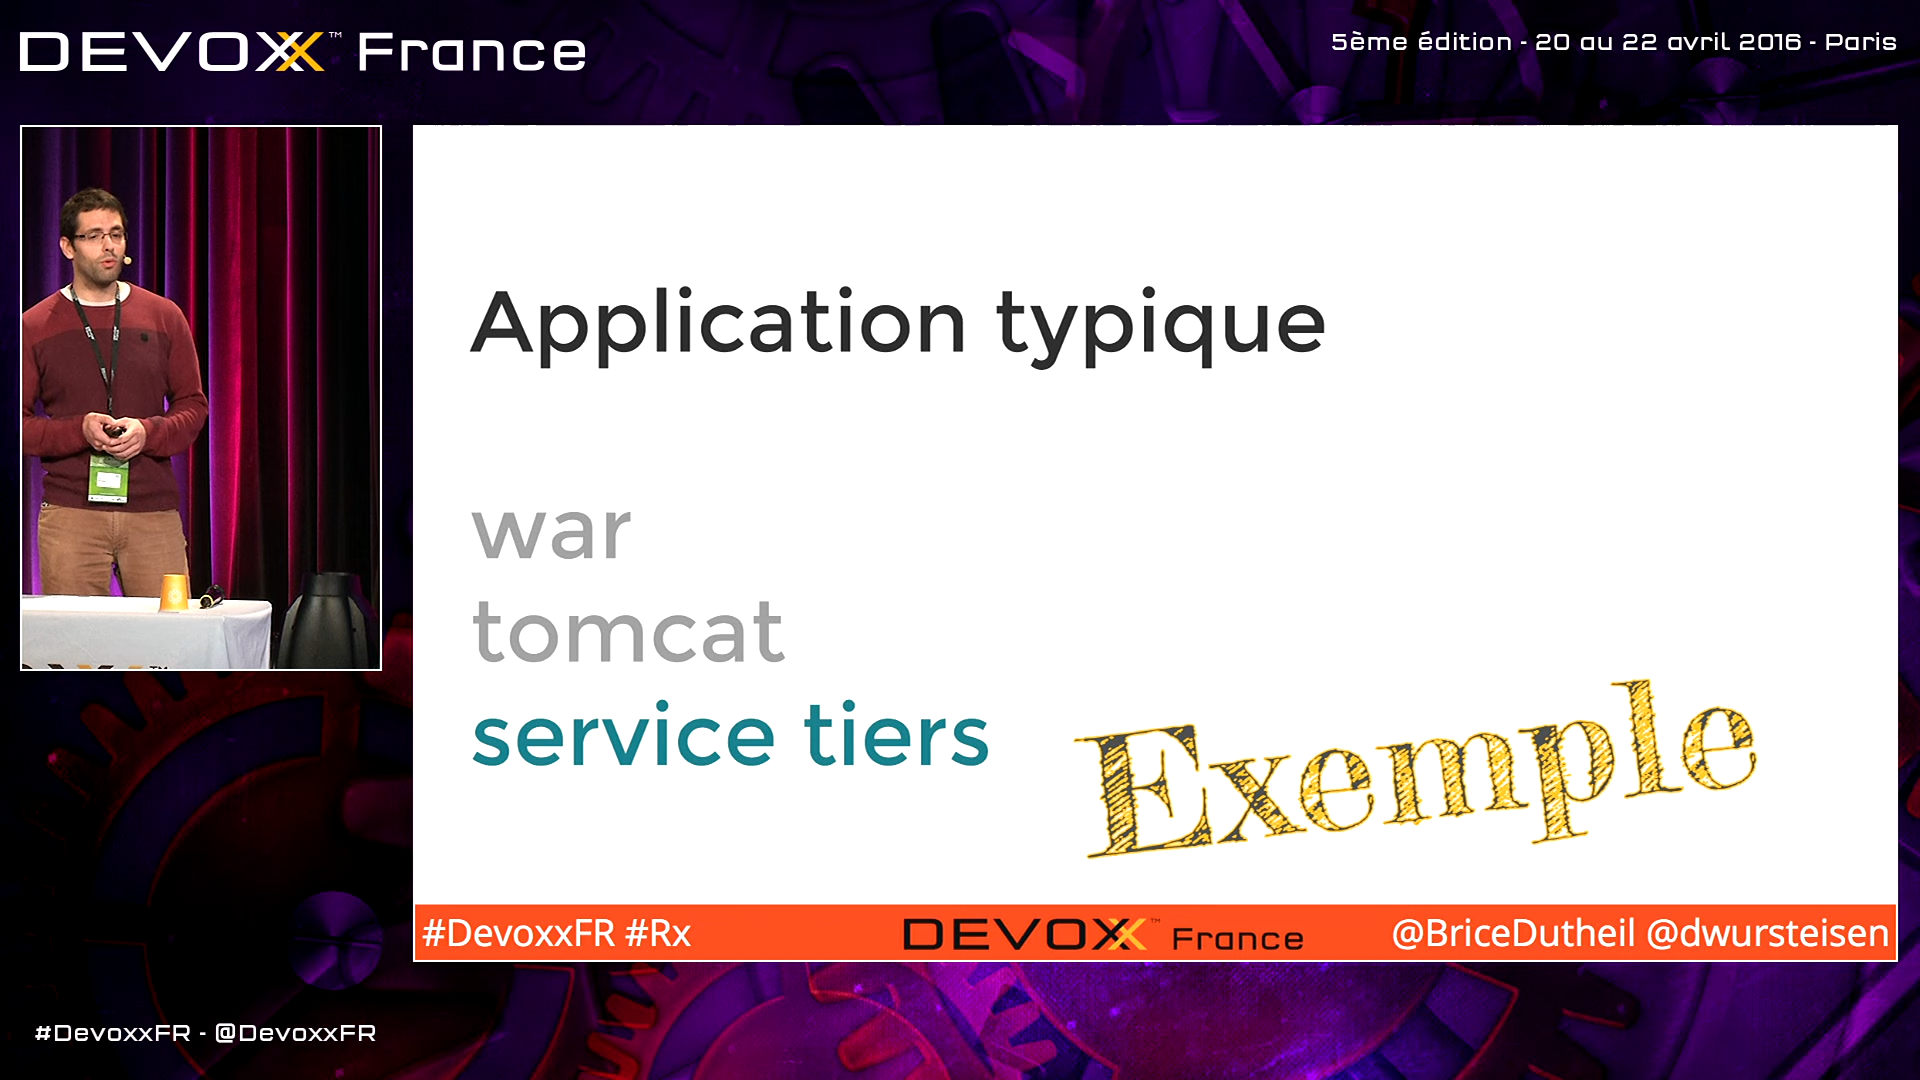 DEVOXX™ France
5ème édition - 20 au 22 avril 2016 - Paris
Application typique
war
tomcat
service tiers
Exemple
#DevoxxFR #Rx
DEVOXX™ France
@BriceDutheil @dwursteisen
#DevoxxFR - @DevoxxFR